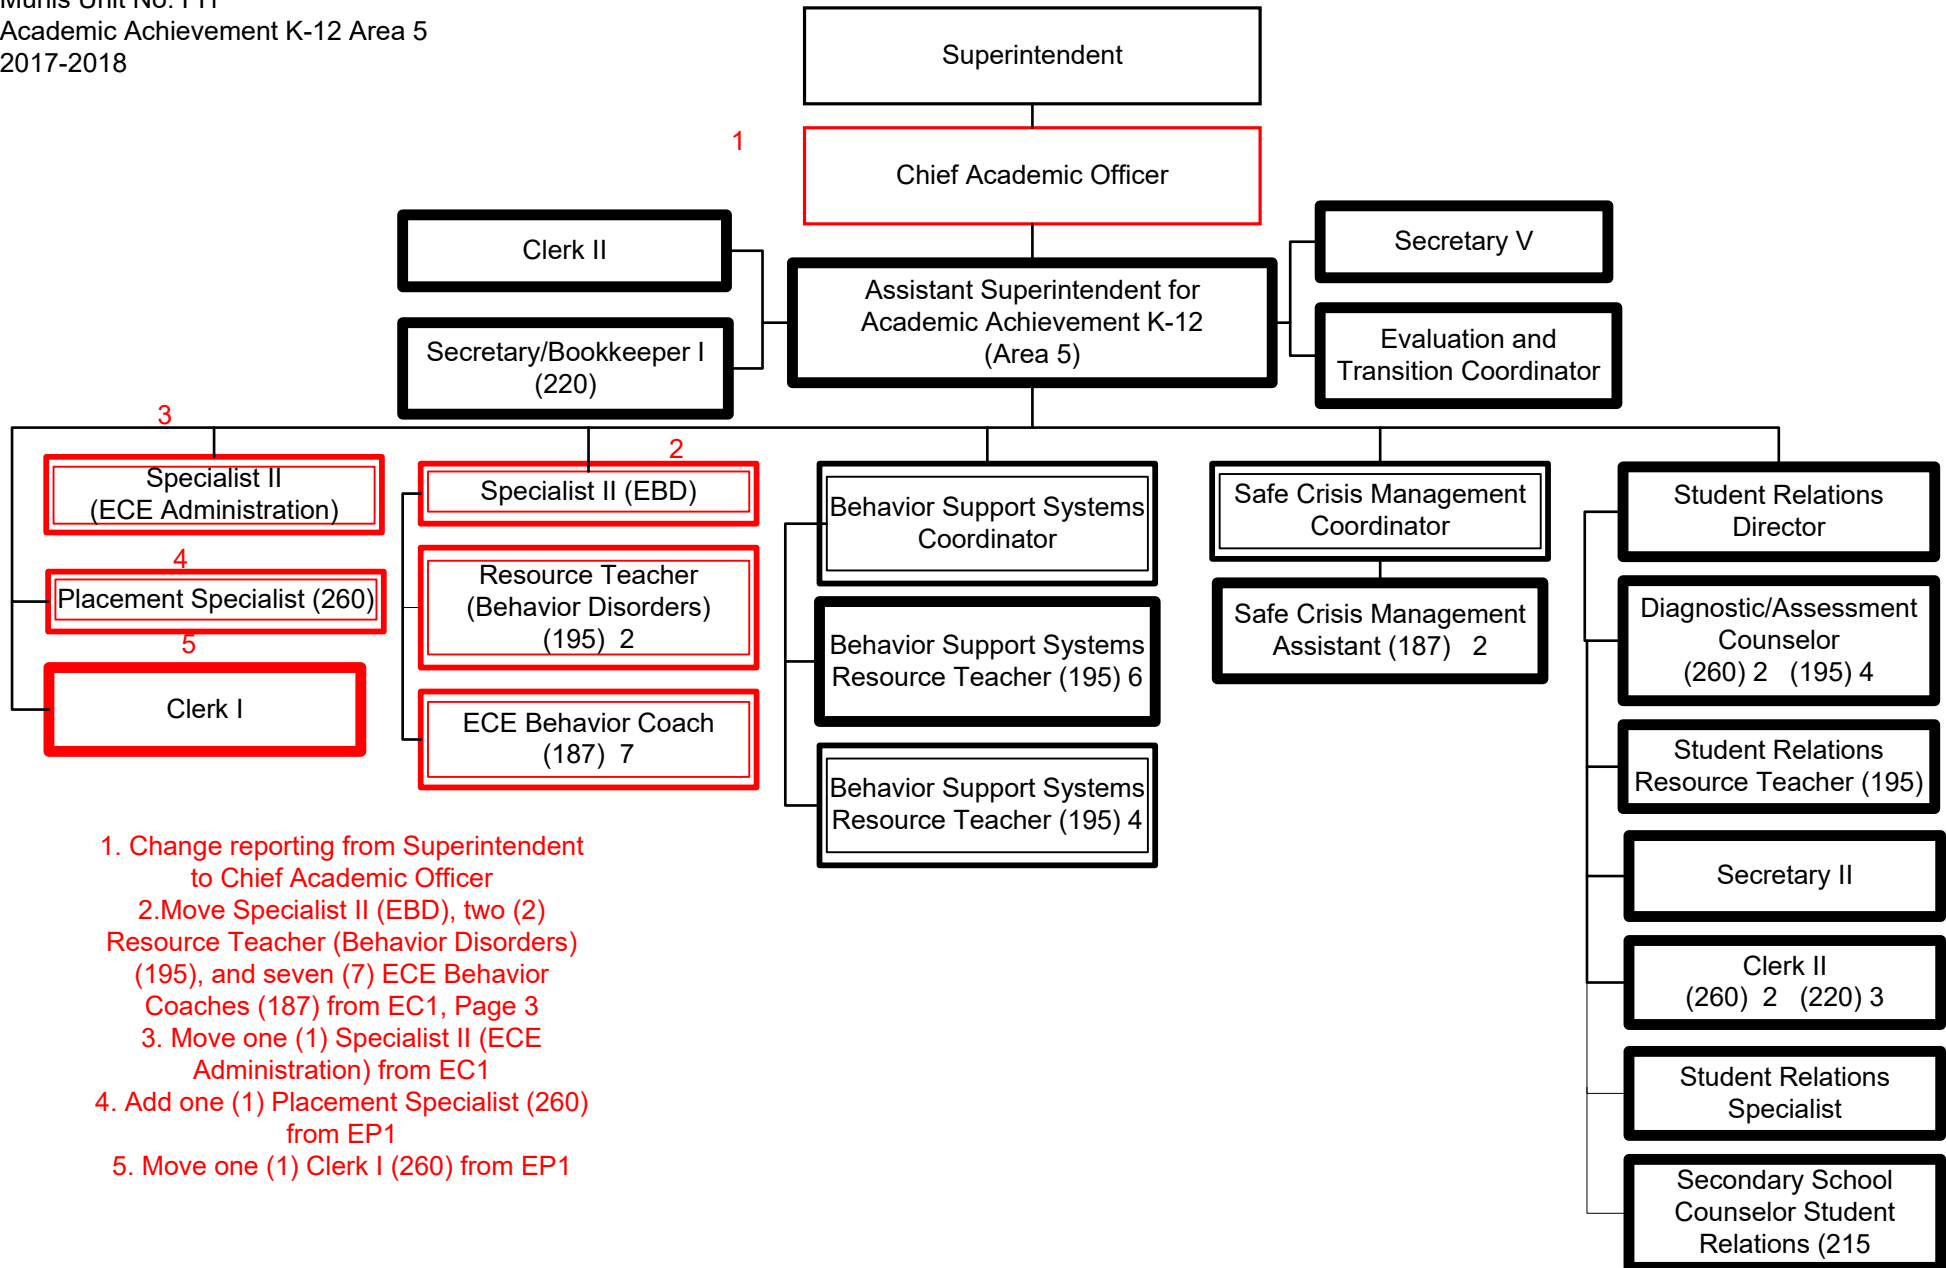 Munis Unit No.
Academic Achievement K-12 Area 5
2017-2018
Superintendent
1
Chief Academic Officer
Clerk II
Secretary/Bookkeeper I
(220)
Assistant Superintendent for
Academic Achievement K-12
(Area 5)
Secretary V
Evaluation and
Transition Coordinator
3
Specialist II
(ECE Administration)
4
Placement Specialist (260)
5
Clerk I
2
Specialist II (EBD)
Resource Teacher
(Behavior Disorders)
(195) 2
ECE Behavior Coach
(187) 7
Behavior Support Systems
Coordinator
Behavior Support Systems
Resource Teacher (195) 6
Behavior Support Systems
Resource Teacher (195) 4
Safe Crisis Management
Coordinator
Safe Crisis Management
Assistant (187) 2
Student Relations
Director
Diagnostic/Assessment
Counselor
(260) 2 (195) 4
Student Relations
Resource Teacher (195)
Secretary II
Clerk II
(260) 2 (220) 3
Student Relations
Specialist
Secondary School
Counselor Student
Relations (215
1. Change reporting from Superintendent
to Chief Academic Officer
2.Move Specialist II (EBD), two (2)
Resource Teacher (Behavior Disorders)
(195), and seven (7) ECE Behavior
Coaches (187) from EC1, Page 3
3. Move one (1) Specialist II (ECE
Administration) from EC1
4. Add one (1) Placement Specialist (260)
from EP1
5. Move one (1) Clerk I (260) from EP1